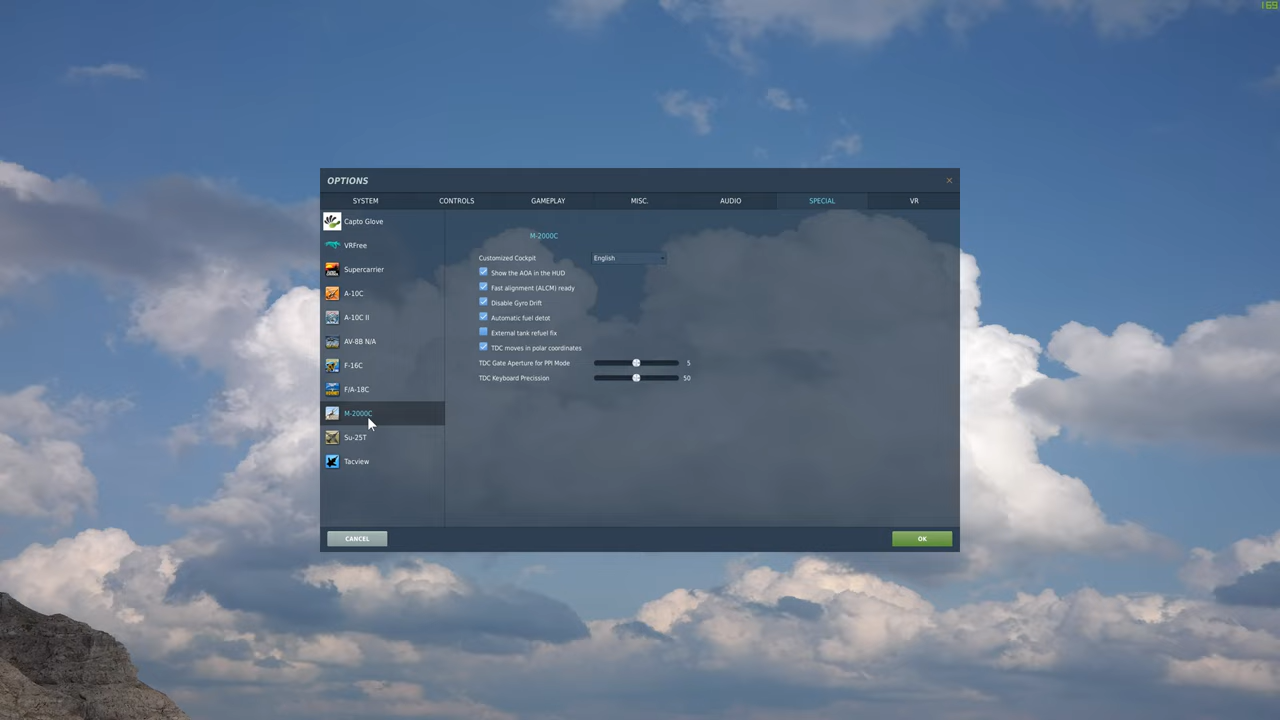 169
OPTIONS
×
SYSTEM CONTROLS GAMEPLAY MISC. AUDIO SPECIAL VR
Capto Glove
VRFree
Supercarrier
A-10C
A-10C II
AV-8B N/A
F-16C
F/A-18C
M-2000C
Su-25T
Tacview
M-2000C
Customized Cockpit English
Show the AOA in the HUD
Fast alignment (ALCM) ready
Disable Gyro Drift
Automatic fuel detot
External tank refuel fix
TDC moves in polar coordinates
TDC Gate Aperture for PPI Mode 5
TDC Keyboard Precission 50
CANCEL OK